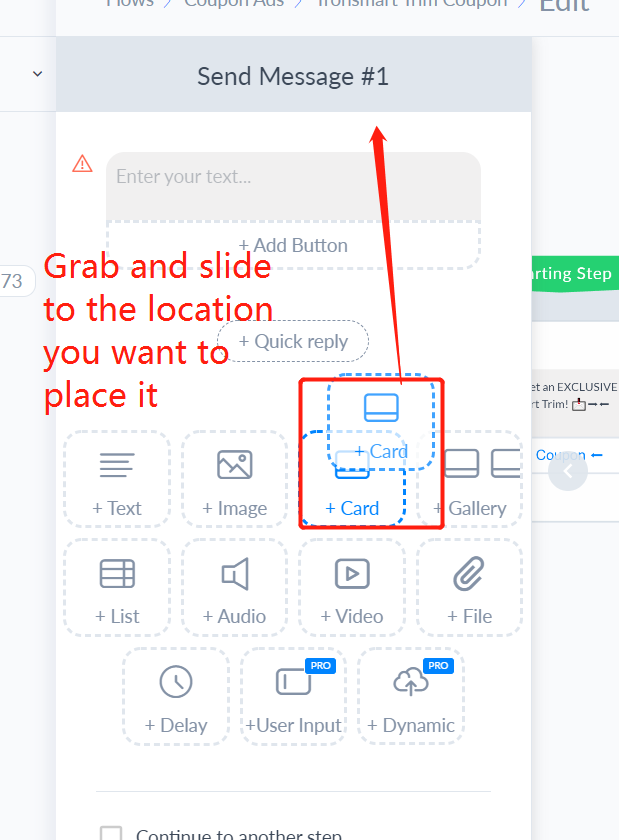 Flows / Coupon Ads / Tronsmart Trim Coupon / Edit
Send Message #1
Enter your text...
+ Add Button
Grab and slide
to the location
you want to
place it
73
+ Quick reply
rting Step
et an EXCLUSIVE
rt Trim!
Coupon
+ Card
+ Text
+ Image
+ Card
+ Gallery
+ List
+ Audio
+ Video
+ File
PRO
PRO
+ Delay
+User Input
+ Dynamic
Continue to another step